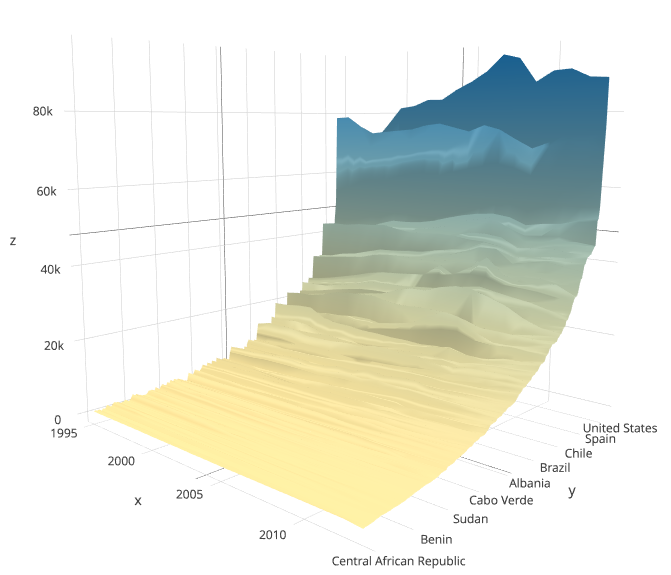 80k
60k
z
40k
20k
0
1995
2000
x
2005
2010
United States
Spain
Chile
Brazil
Albania
y
Cabo Verde
Sudan
Benin
Central African Republic